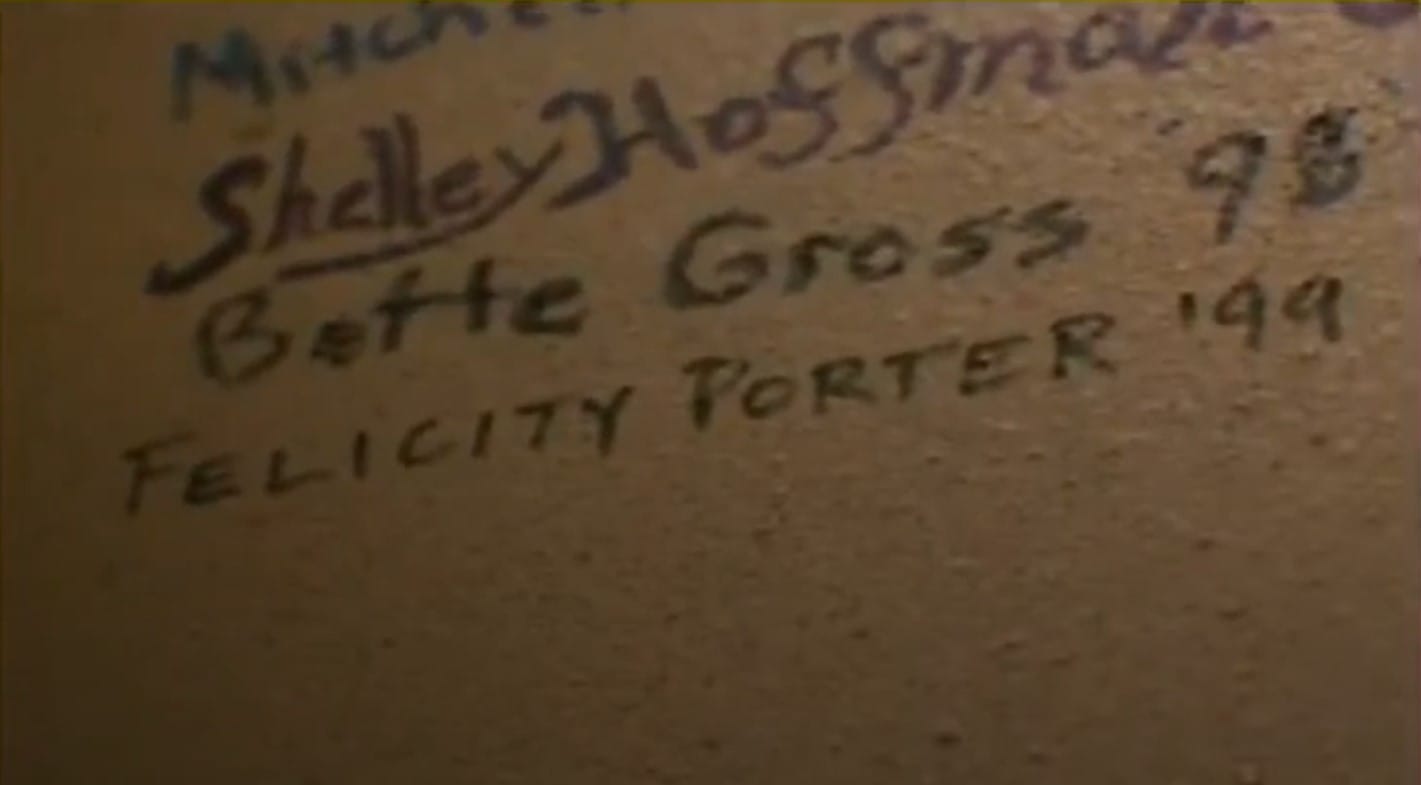 Shelley Hoffman
Bette Gross '98
FELICITY PORTER '99